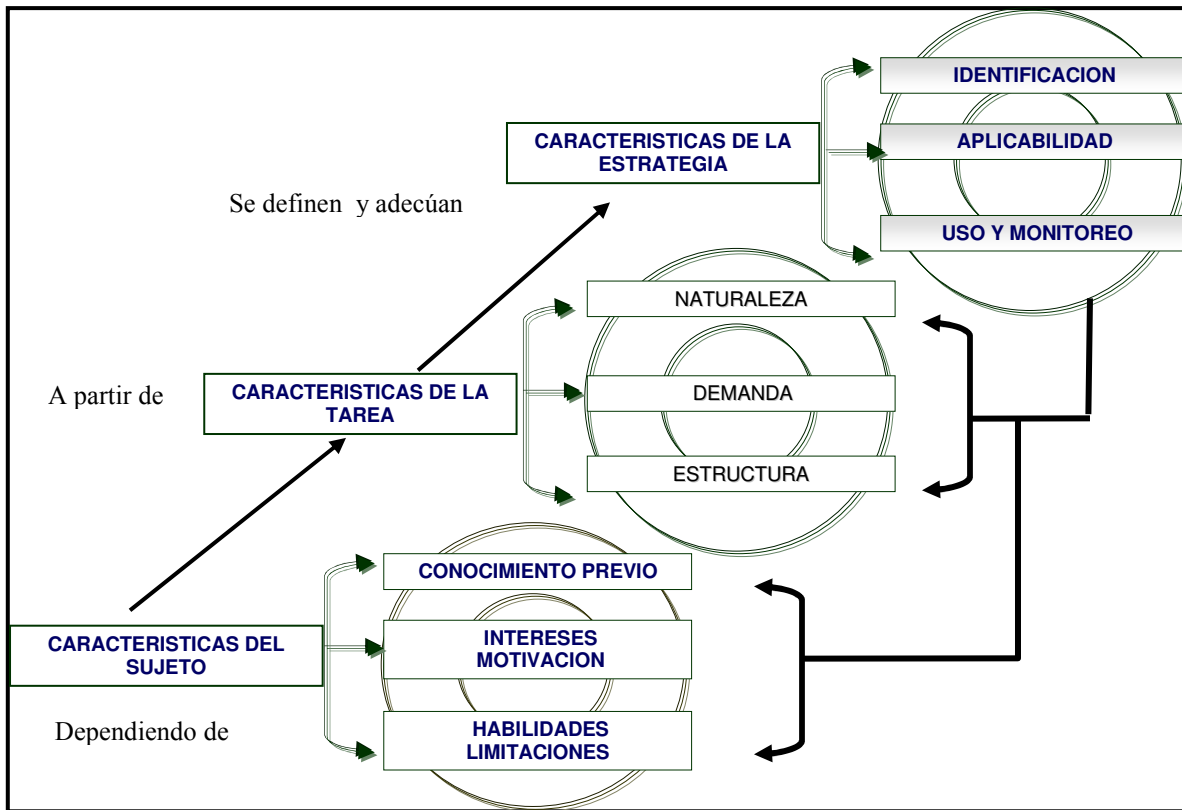 IDENTIFICACION
CARACTERISTICAS DE LA
ESTRATEGIA
APLICABILIDAD
Se definen y adecúan
USO Y MONITOREO
NATURALEZA
A partir de
CARACTERISTICAS DE LA
TAREA
DEMANDA
ESTRUCTURA
CONOCIMIENTO PREVIO
CARACTERISTICAS DEL
SUJETO
INTERESES
MOTIVACION
Dependiendo de
HABILIDADES
LIMITACIONES